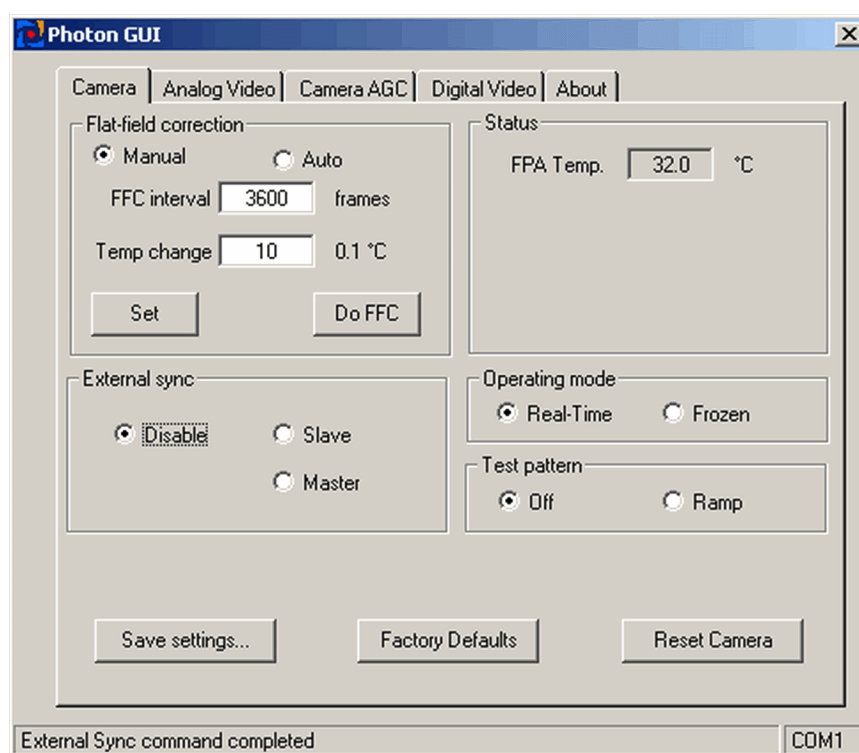 Photon GUI
Camera Analog Video Camera AGC Digital Video About
Flat-field correction
Manual Auto
FFC interval 3600 frames
Temp change 10 0.1 °C
Set Do FFC
Status
FPA Temp. 32.0 °C
External sync
Disable Slave
Master
Operating mode
Real-Time Frozen
Test pattern
Off Ramp
Save settings... Factory Defaults Reset Camera
External Sync command completed COM1